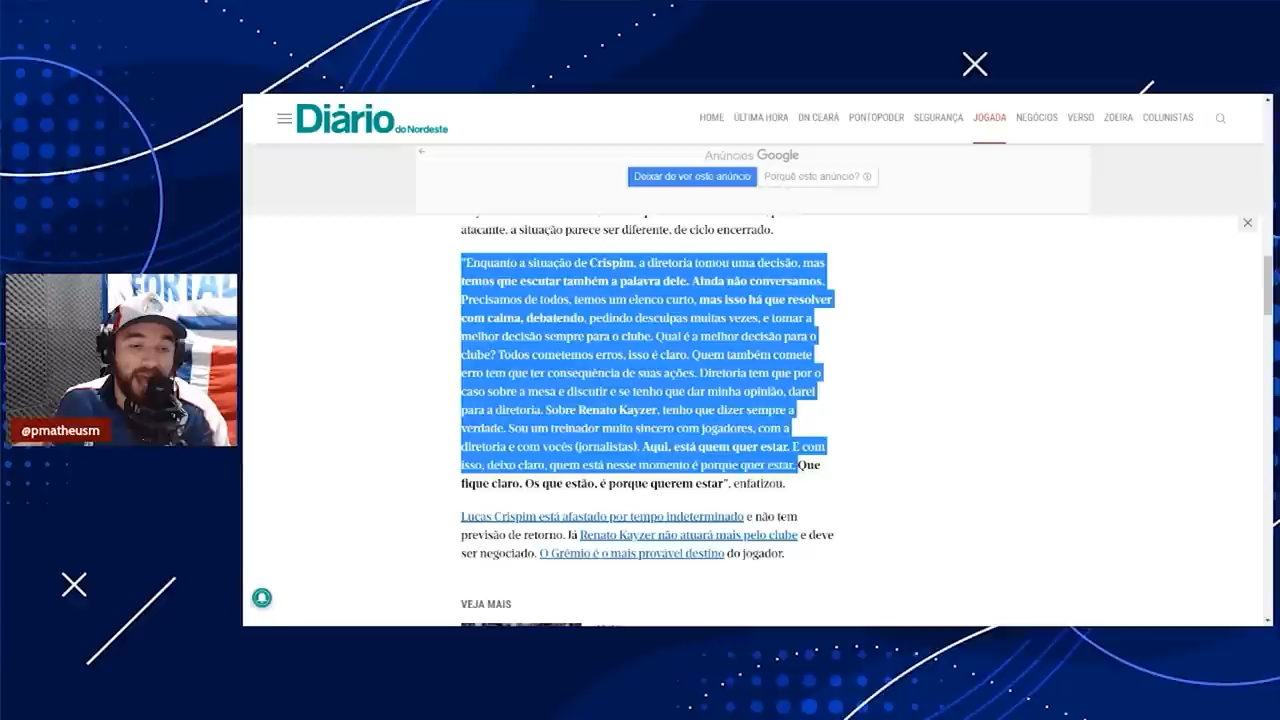 Diário do Nordeste
HOME ÚLTIMA HORA DN CEARÁ PONTOPODER SEGURANÇA JOGADA NEGÓCIOS VERSO ZOEIRA COLUNISTAS
Anúncios Google
Deixar de ver este anúncio Porquê este anúncio?
atacante, a situação parece ser diferente, de ciclo encerrado.
"Enquanto a situação de Crispim, a diretoria tomou uma decisão, mas
temos que escutar também a palavra dele. Ainda não conversamos.
Precisamos de todos, temos um elenco curto, mas isso há que resolver
com calma, debatendo, pedindo desculpas muitas vezes, e tomar a
melhor decisão sempre para o clube. Qual é a melhor decisão para o
clube? Todos cometemos erros, isso é claro. Quem também comete
erro tem que ter consequência de suas ações. Diretoria tem que por o
caso sobre a mesa e discutir e se tenho que dar minha opinião, darei
para a diretoria. Sobre Renato Kayzer, tenho que dizer sempre a
verdade. Sou um treinador muito sincero com jogadores, com a
diretoria e com vocês (jornalistas). Aqui, está quem quer estar. E com
isso, deixo claro, quem está nesse momento é porque quer estar. Que
fique claro. Os que estão, é porque querem estar", enfatizou.
Lucas Crispim está afastado por tempo indeterminado e não tem
previsão de retorno. Já Renato Kayzer não atuará mais pelo clube e deve
ser negociado. O Grêmio é o mais provável destino do jogador.
VEJA MAIS
@pmatheusm